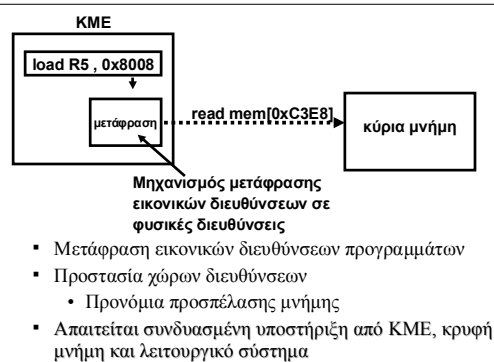 ΚΜΕ
load R5 , 0x8008
μετάφραση
read mem[0xC3E8]
κύρια μνήμη
Μηχανισμός μετάφρασης
εικονικών διευθύνσεων σε
φυσικές διευθύνσεις
▪ Μετάφραση εικονικών διευθύνσεων προγραμμάτων
▪ Προστασία χώρων διευθύνσεων
• Προνόμια προσπέλασης μνήμης
▪ Απαιτείται συνδυασμένη υποστήριξη από ΚΜΕ, κρυφή
μνήμη και λειτουργικό σύστημα